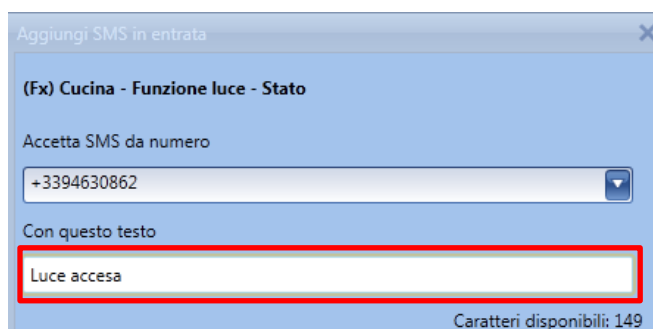 Aggiungi SMS in entrata
(Fx) Cucina - Funzione luce - Stato
Accetta SMS da numero
+3394630862
Con questo testo
Luce accesa
Caratteri disponibili: 149